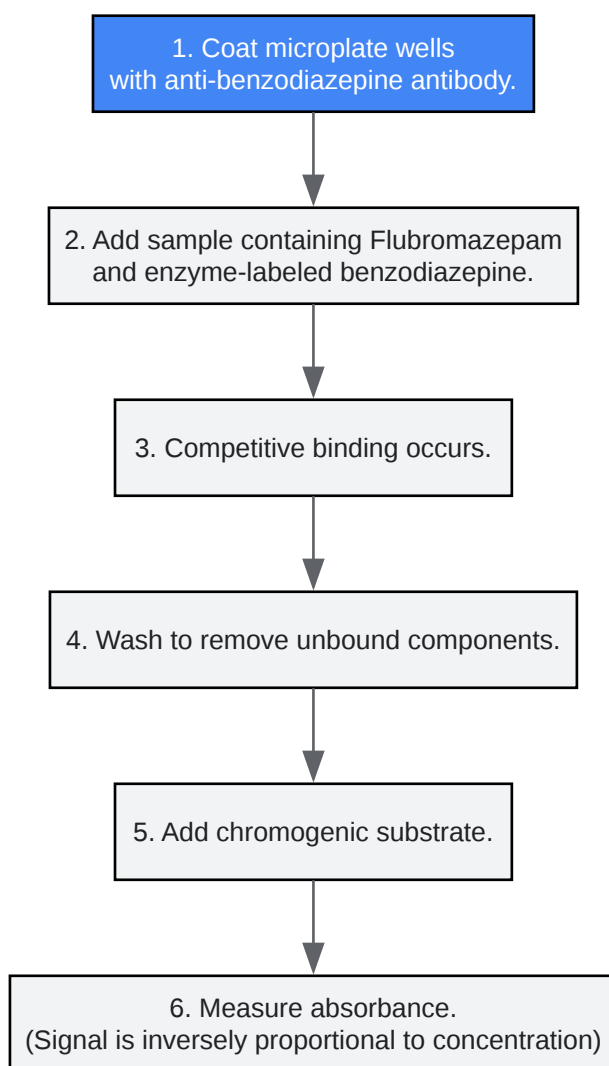 1. Coat microplate wells
with anti-benzodiazepine antibody.
2. Add sample containing Flubromazepam
and enzyme-labeled benzodiazepine.
3. Competitive binding occurs.
4. Wash to remove unbound components.
5. Add chromogenic substrate.
6. Measure absorbance.
(Signal is inversely proportional to concentration)